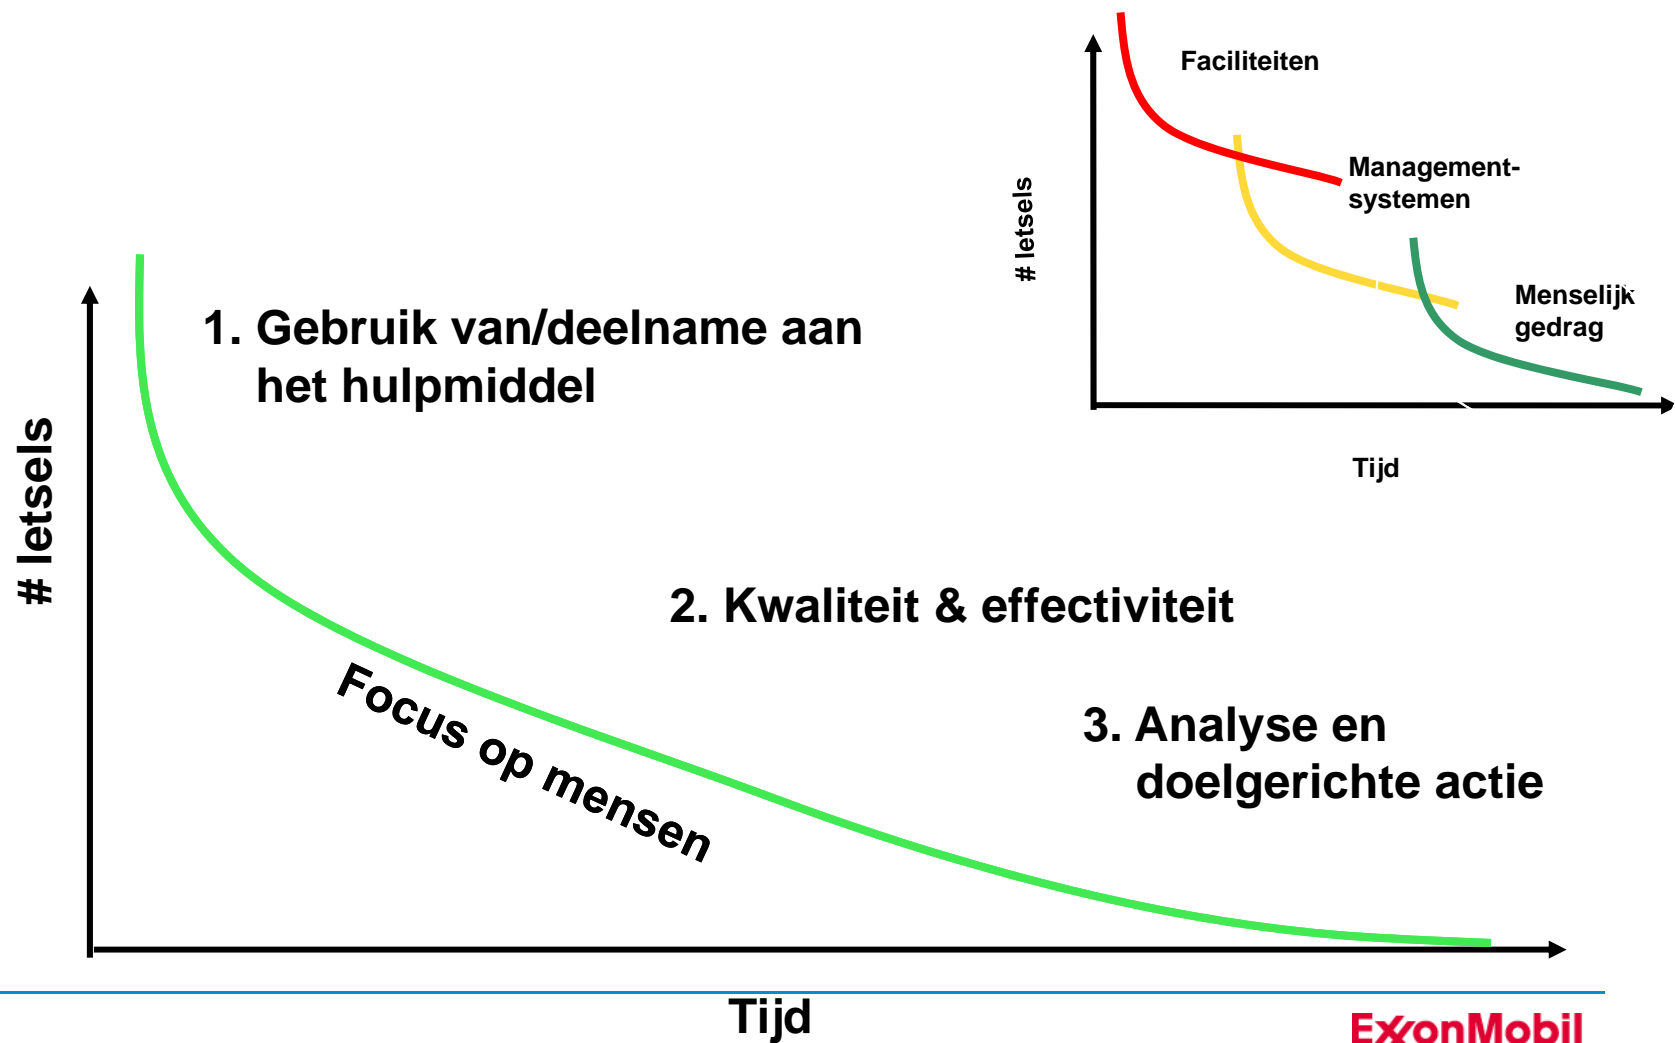 Faciliteiten
Management-
systemen
# letsels
Menselijk
gedrag
Tijd
1. Gebruik van/deelname aan
het hulpmiddel
# letsels
2. Kwaliteit & effectiviteit
Focus op mensen
3. Analyse en
doelgerichte actie
Tijd
ExxonMobil